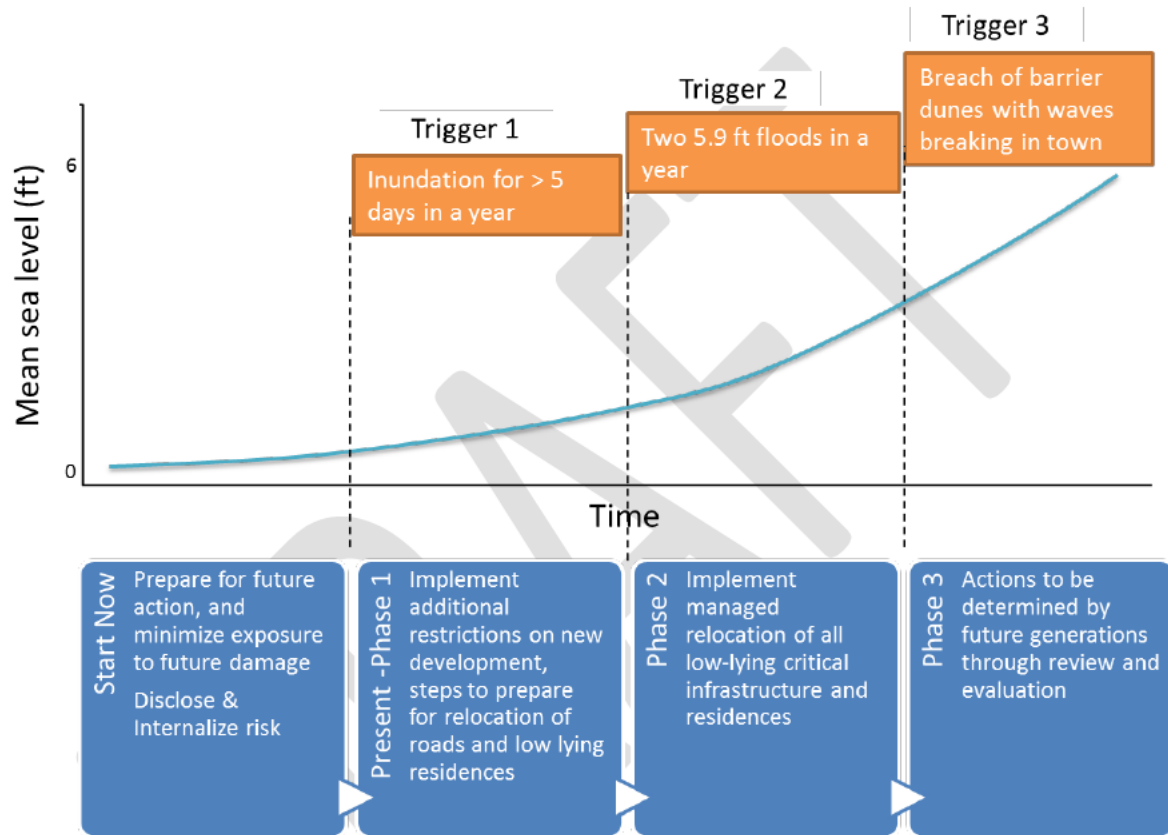 Trigger 3
Breach of barrier
dunes with waves
breaking in town
Trigger 2
Two 5.9 ft floods in a
year
Trigger 1
Inundation for > 5
days in a year
Mean sea level (ft)
6
0
Time
DRAFT
Start Now
Prepare for future
action, and
minimize exposure
to future damage
Disclose &
Internalize risk
Present -Phase 1
Implement
additional
restrictions on new
development,
steps to prepare
for relocation of
roads and low lying
residences
Phase 2
Implement
managed
relocation of all
low-lying critical
infrastructure and
residences
Phase 3
Actions to be
determined by
future generations
through review and
evaluation